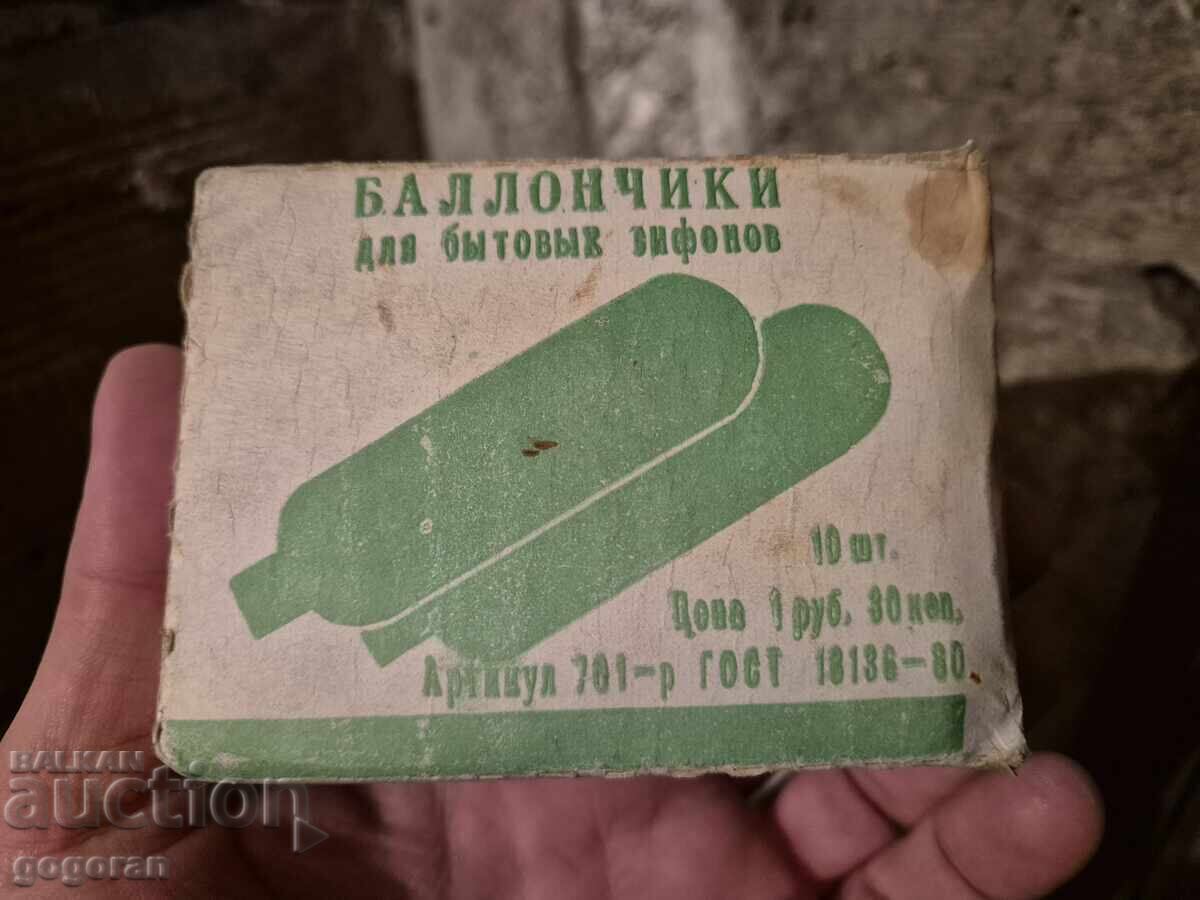 БАЛЛОНЧИКИ
для бытовых сифонов
10 шт.
Цена 1 руб. 30 коп.
Артикул 701-р ГОСТ 18136-80
BALKAN
auction
gogoran